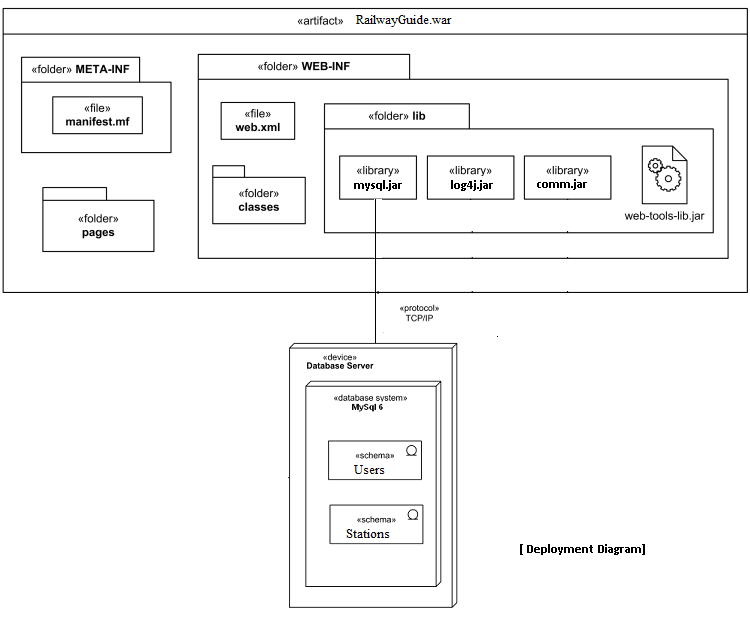 «artifact» RailwayGuide.war
«folder» META-INF
«file»
manifest.mf
«folder»
pages
«folder» WEB-INF
«file»
web.xml
«folder»
classes
«folder» lib
«library»
mysql.jar
«library»
log4j.jar
«library»
comm.jar
web-tools-lib.jar
«protocol»
TCP/IP
«device»
Database Server
«database system»
MySql 6
«schema»
Users
«schema»
Stations
[ Deployment Diagram]